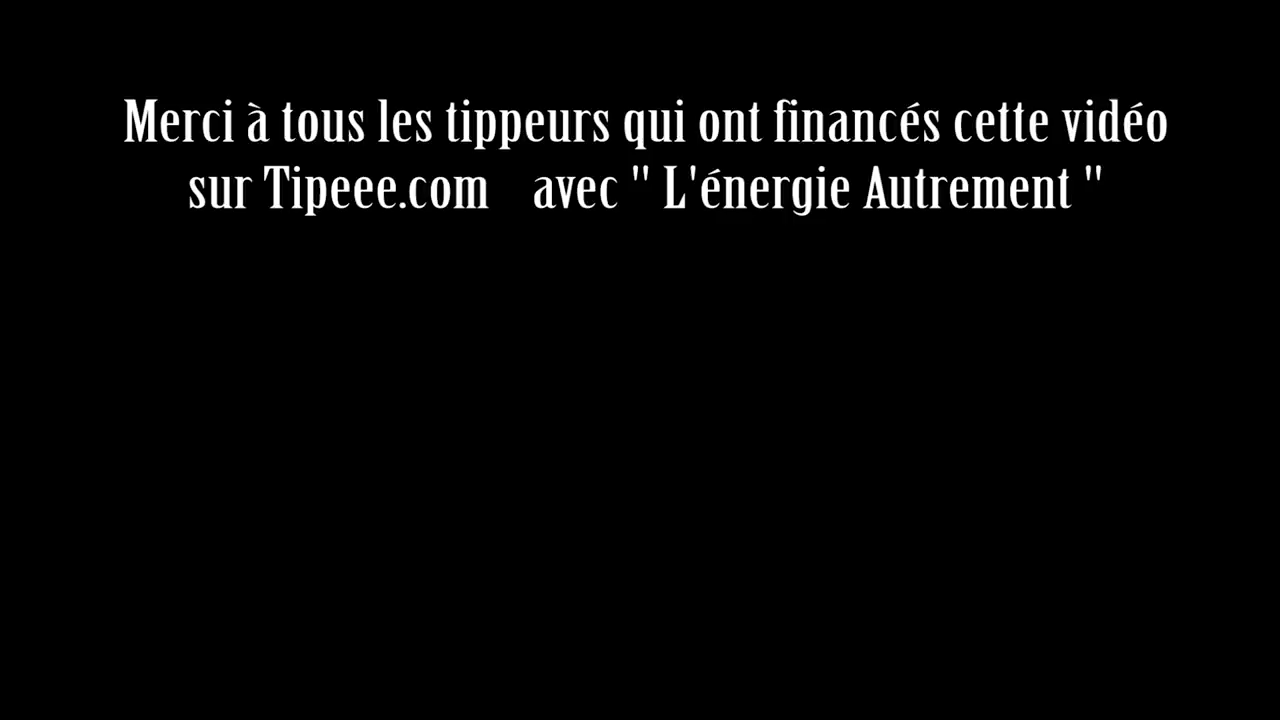 Merci à tous les tippeurs qui ont financés cette vidéo
sur Tipeee.com avec " L'énergie Autrement "